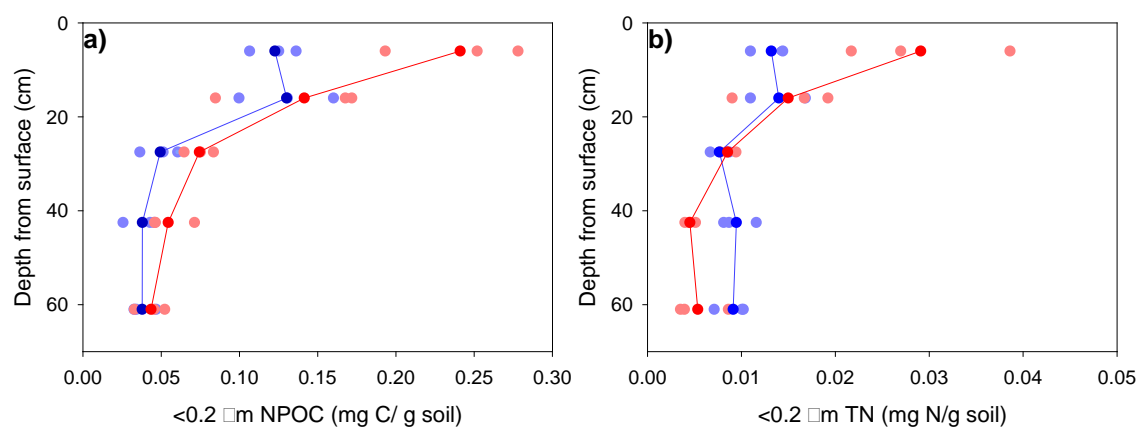 a)
0
20
40
60
Depth from surface (cm)
0.00 0.05 0.10 0.15 0.20 0.25 0.30
<0.2 □m NPOC (mg C/ g soil)
b)
0
20
40
60
Depth from surface (cm)
0.00 0.01 0.02 0.03 0.04 0.05
<0.2 □m TN (mg N/g soil)